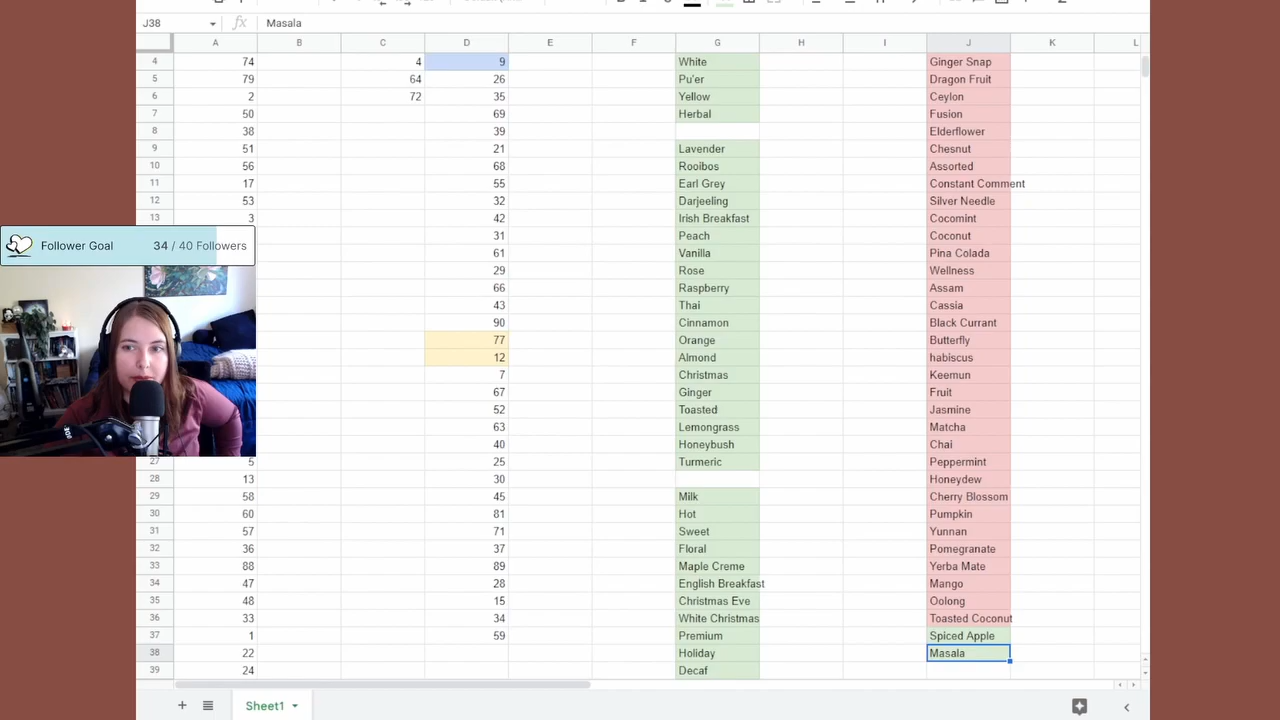 J38 fx Masala
A B C D E F G H I J K L
4 74 4 9 White Ginger Snap
5 79 64 26 Pu'er Dragon Fruit
6 2 72 35 Yellow Ceylon
7 50 69 Herbal Fusion
8 38 39 Elderflower
9 51 21 Lavender Chesnut
10 56 68 Rooibos Assorted
11 17 55 Earl Grey Constant Comment
12 53 32 Darjeeling Silver Needle
13 3 42 Irish Breakfast Cocomint
31 Peach Coconut
Follower Goal 34 / 40 Followers
61 Vanilla Pina Colada
29 Rose Wellness
66 Raspberry Assam
43 Thai Cassia
90 Cinnamon Black Currant
77 Orange Butterfly
12 Almond habiscus
7 Christmas Keemun
67 Ginger Fruit
52 Toasted Jasmine
63 Lemongrass Matcha
40 Honeybush Chai
27 5 25 Turmeric Peppermint
28 13 30 Honeydew
29 58 45 Milk Cherry Blossom
30 60 81 Hot Pumpkin
31 57 71 Sweet Yunnan
32 36 37 Floral Pomegranate
33 88 89 Maple Creme Yerba Mate
34 47 28 English Breakfast Mango
35 48 15 Christmas Eve Oolong
36 33 34 White Christmas Toasted Coconut
37 1 59 Premium Spiced Apple
38 22 Holiday Masala
39 24 Decaf
Sheet1